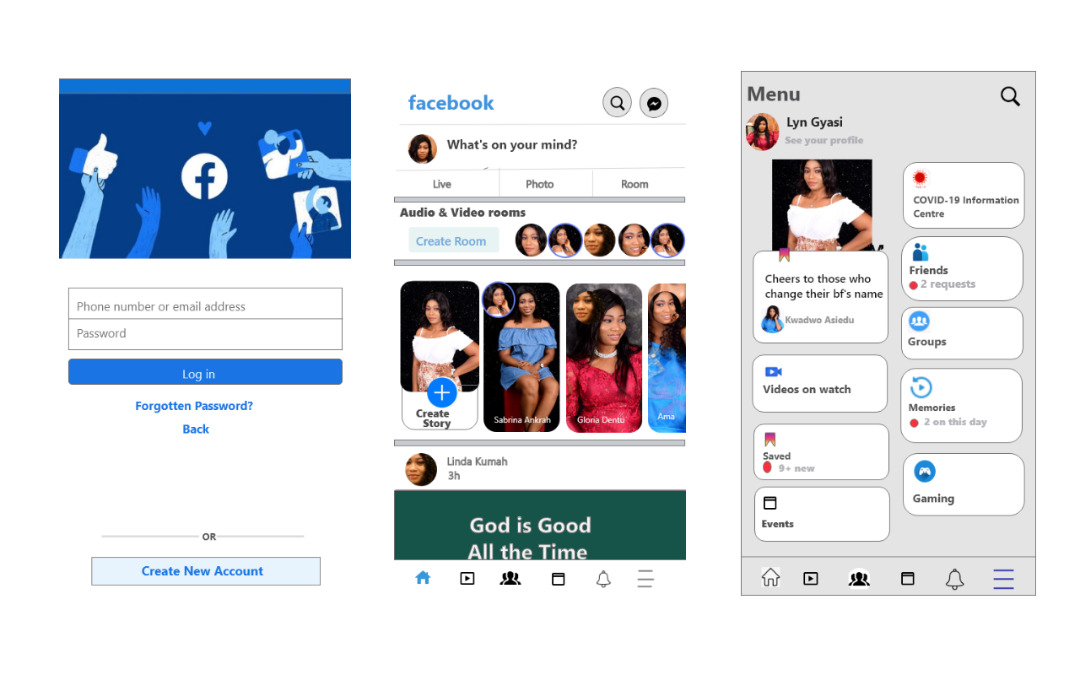 Phone number or email address
Password
Log in
Forgotten Password?
Back
OR
Create New Account
facebook
What's on your mind?
Live
Photo
Room
Audio & Video rooms
Create Room
Create
Story
Sabrina Ankrah
Gloria Dentu
Ama
Linda Kumah
3h
God is Good
All the Time
Menu
Lyn Gyasi
See your profile
Cheers to those who
change their bf's name
Kwadwo Asiedu
Videos on watch
Saved
9+ new
Events
COVID-19 Information
Centre
Friends
2 requests
Groups
Memories
2 on this day
Gaming